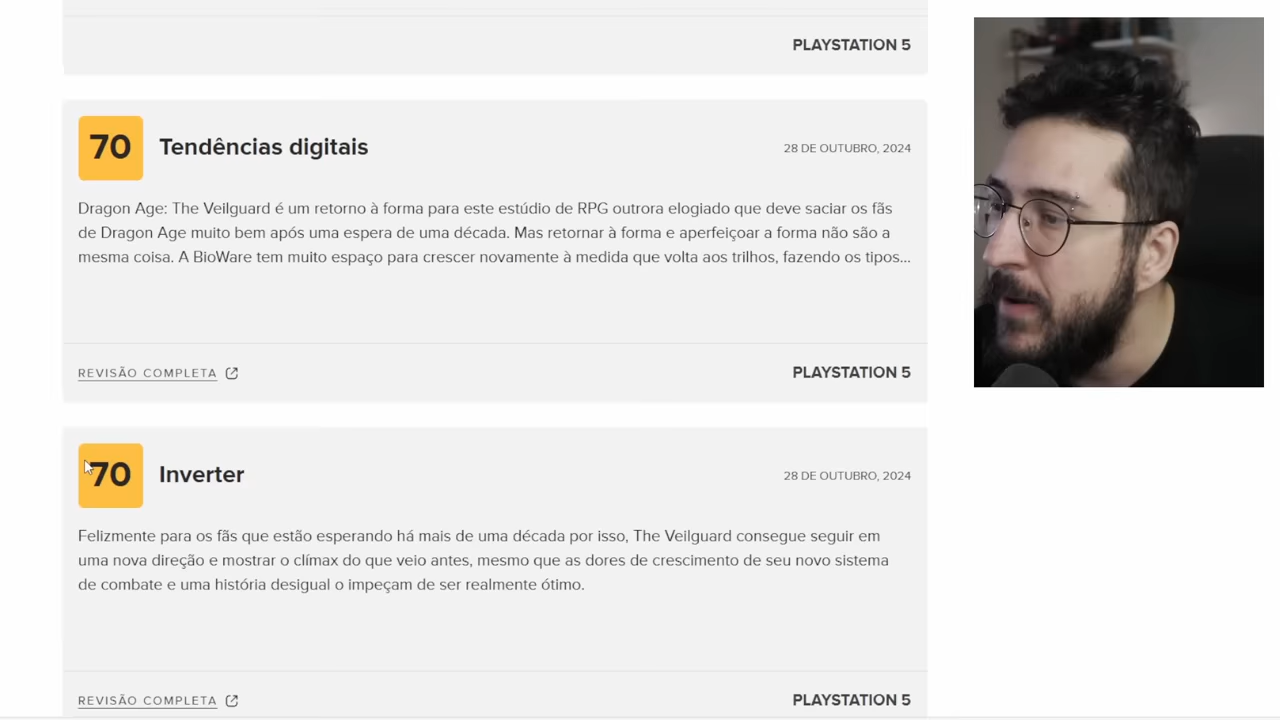 PLAYSTATION 5
70 Tendências digitais 28 DE OUTUBRO, 2024
Dragon Age: The Veilguard é um retorno à forma para este estúdio de RPG outrora elogiado que deve saciar os fãs
de Dragon Age muito bem após uma espera de uma década. Mas retornar à forma e aperfeiçoar a forma não são a
mesma coisa. A BioWare tem muito espaço para crescer novamente à medida que volta aos trilhos, fazendo os tipos...
REVISÃO COMPLETA PLAYSTATION 5
70 Inverter 28 DE OUTUBRO, 2024
Felizmente para os fãs que estão esperando há mais de uma década por isso, The Veilguard consegue seguir em
uma nova direção e mostrar o clímax do que veio antes, mesmo que as dores de crescimento de seu novo sistema
de combate e uma história desigual o impeçam de ser realmente ótimo.
REVISÃO COMPLETA PLAYSTATION 5